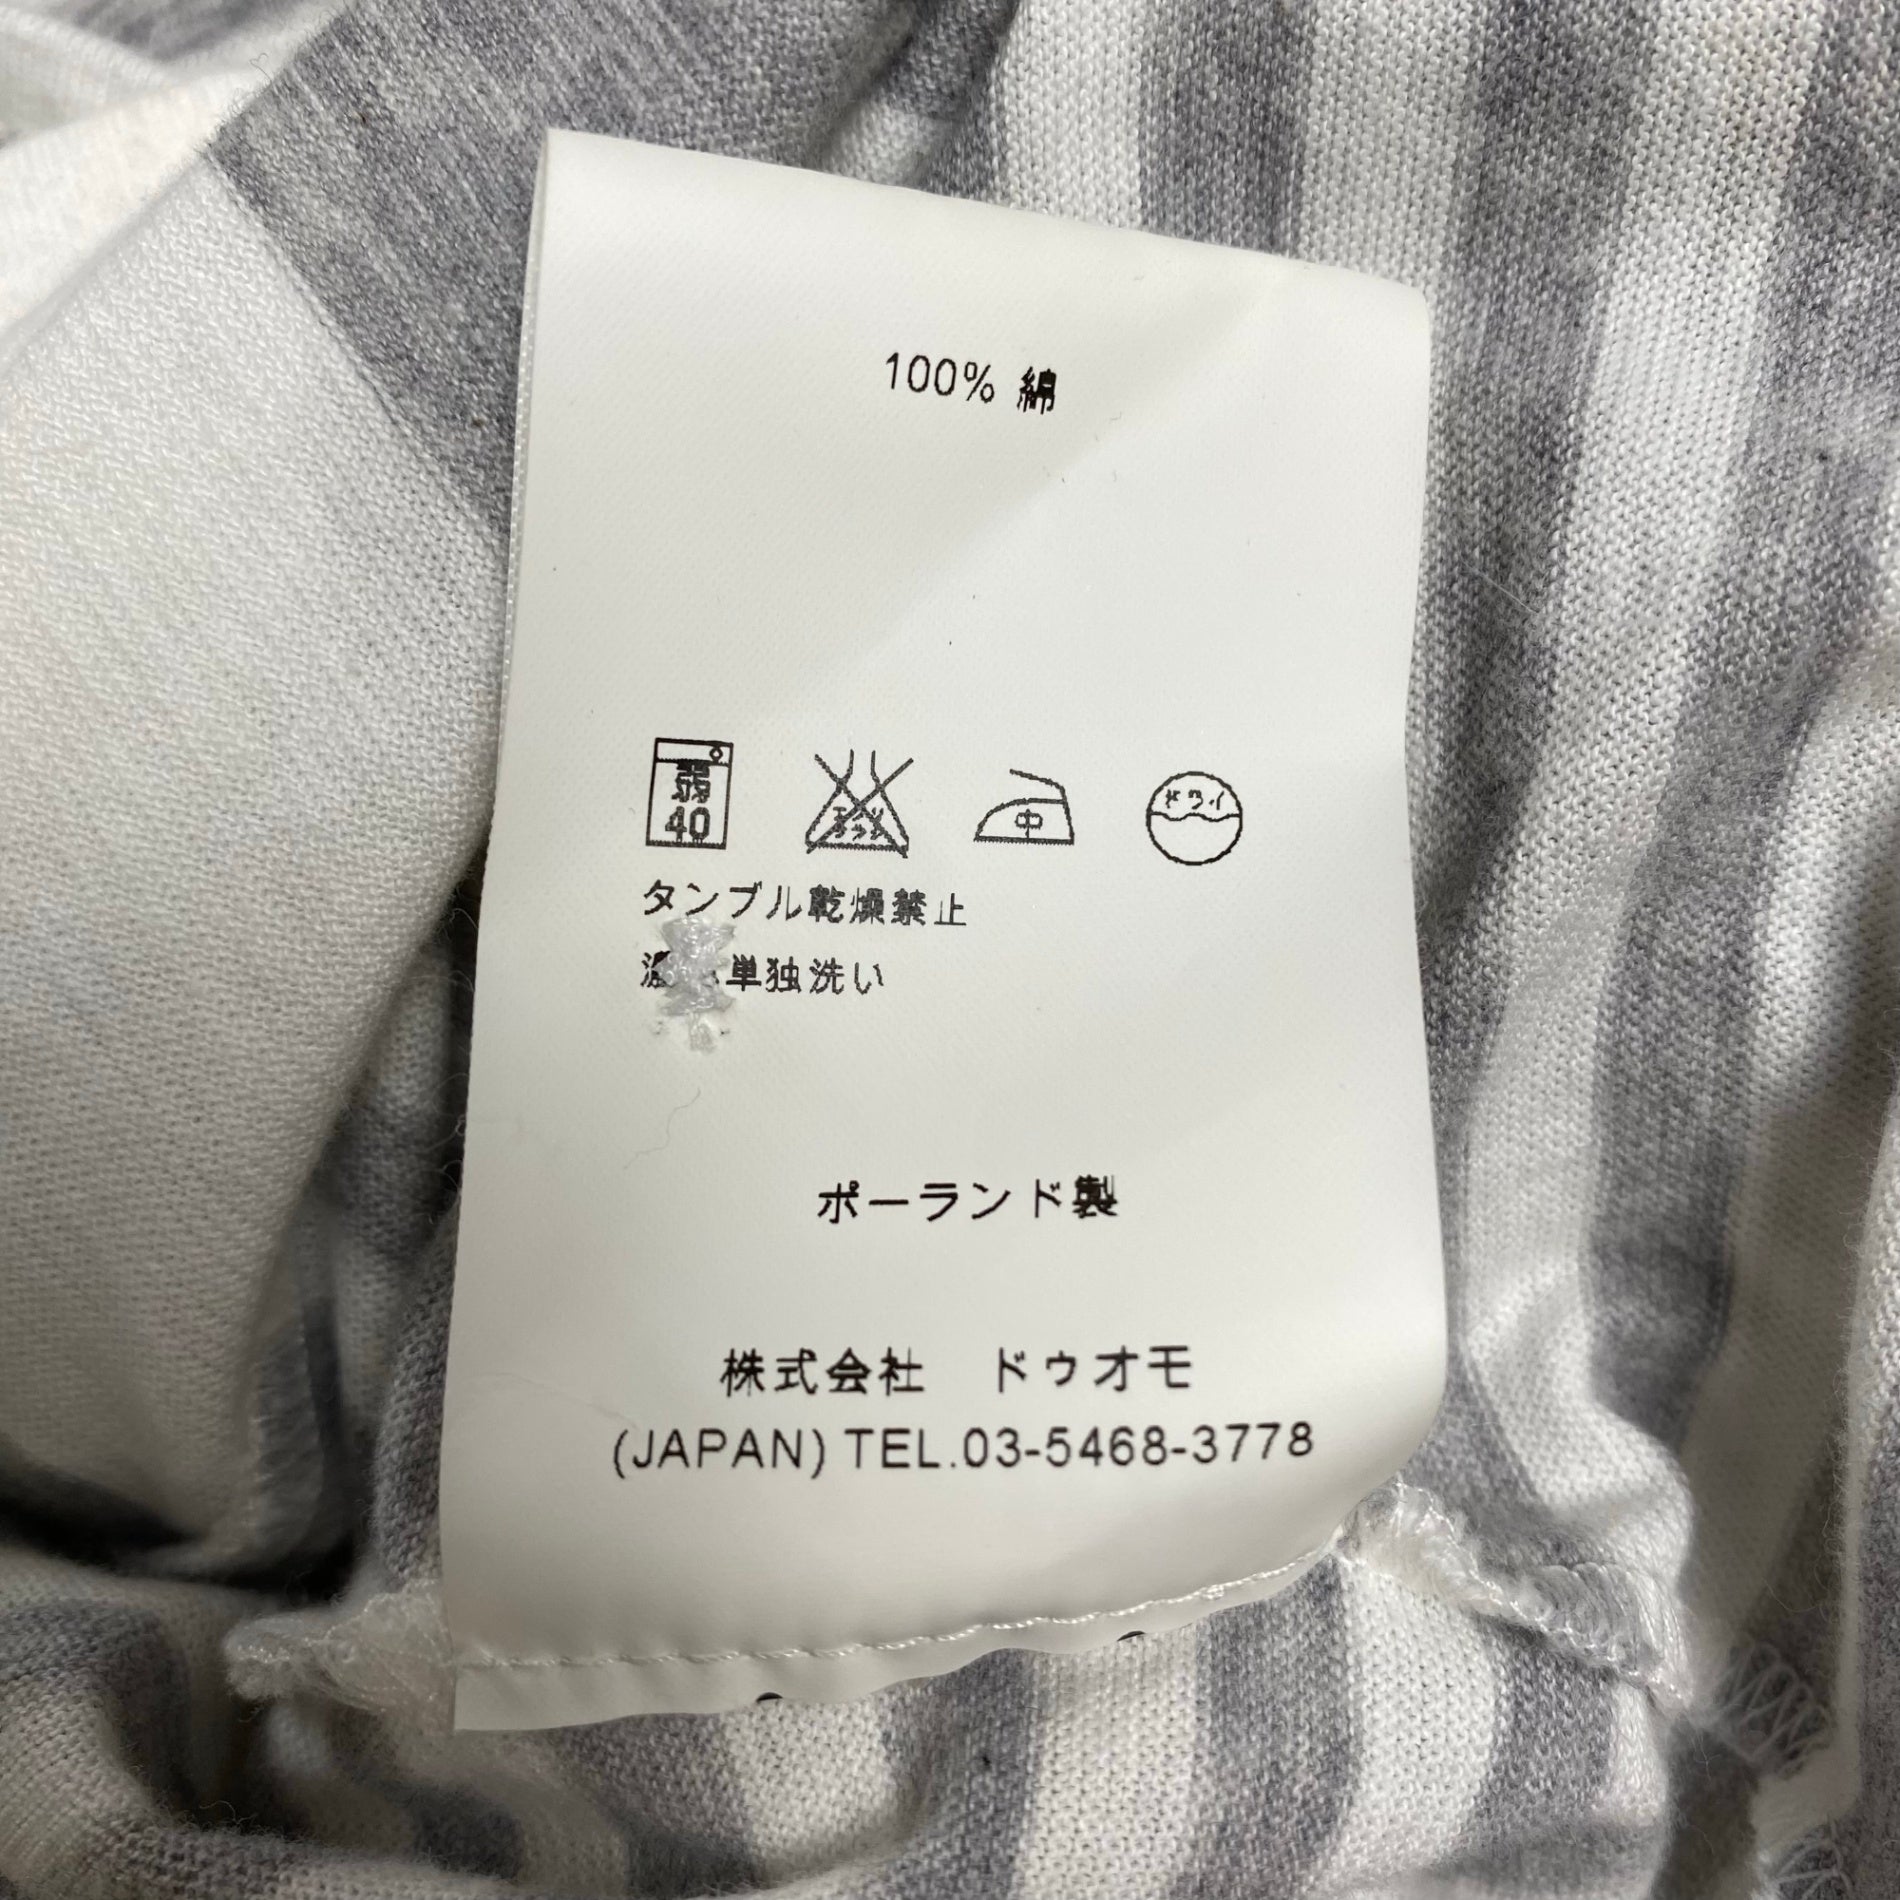 100% 綿
弱
40
中
ドライ
タンブル乾燥禁止
濃 単独洗い
ポーランド製
株式会社　ドゥオモ
(JAPAN) TEL.03-5468-3778